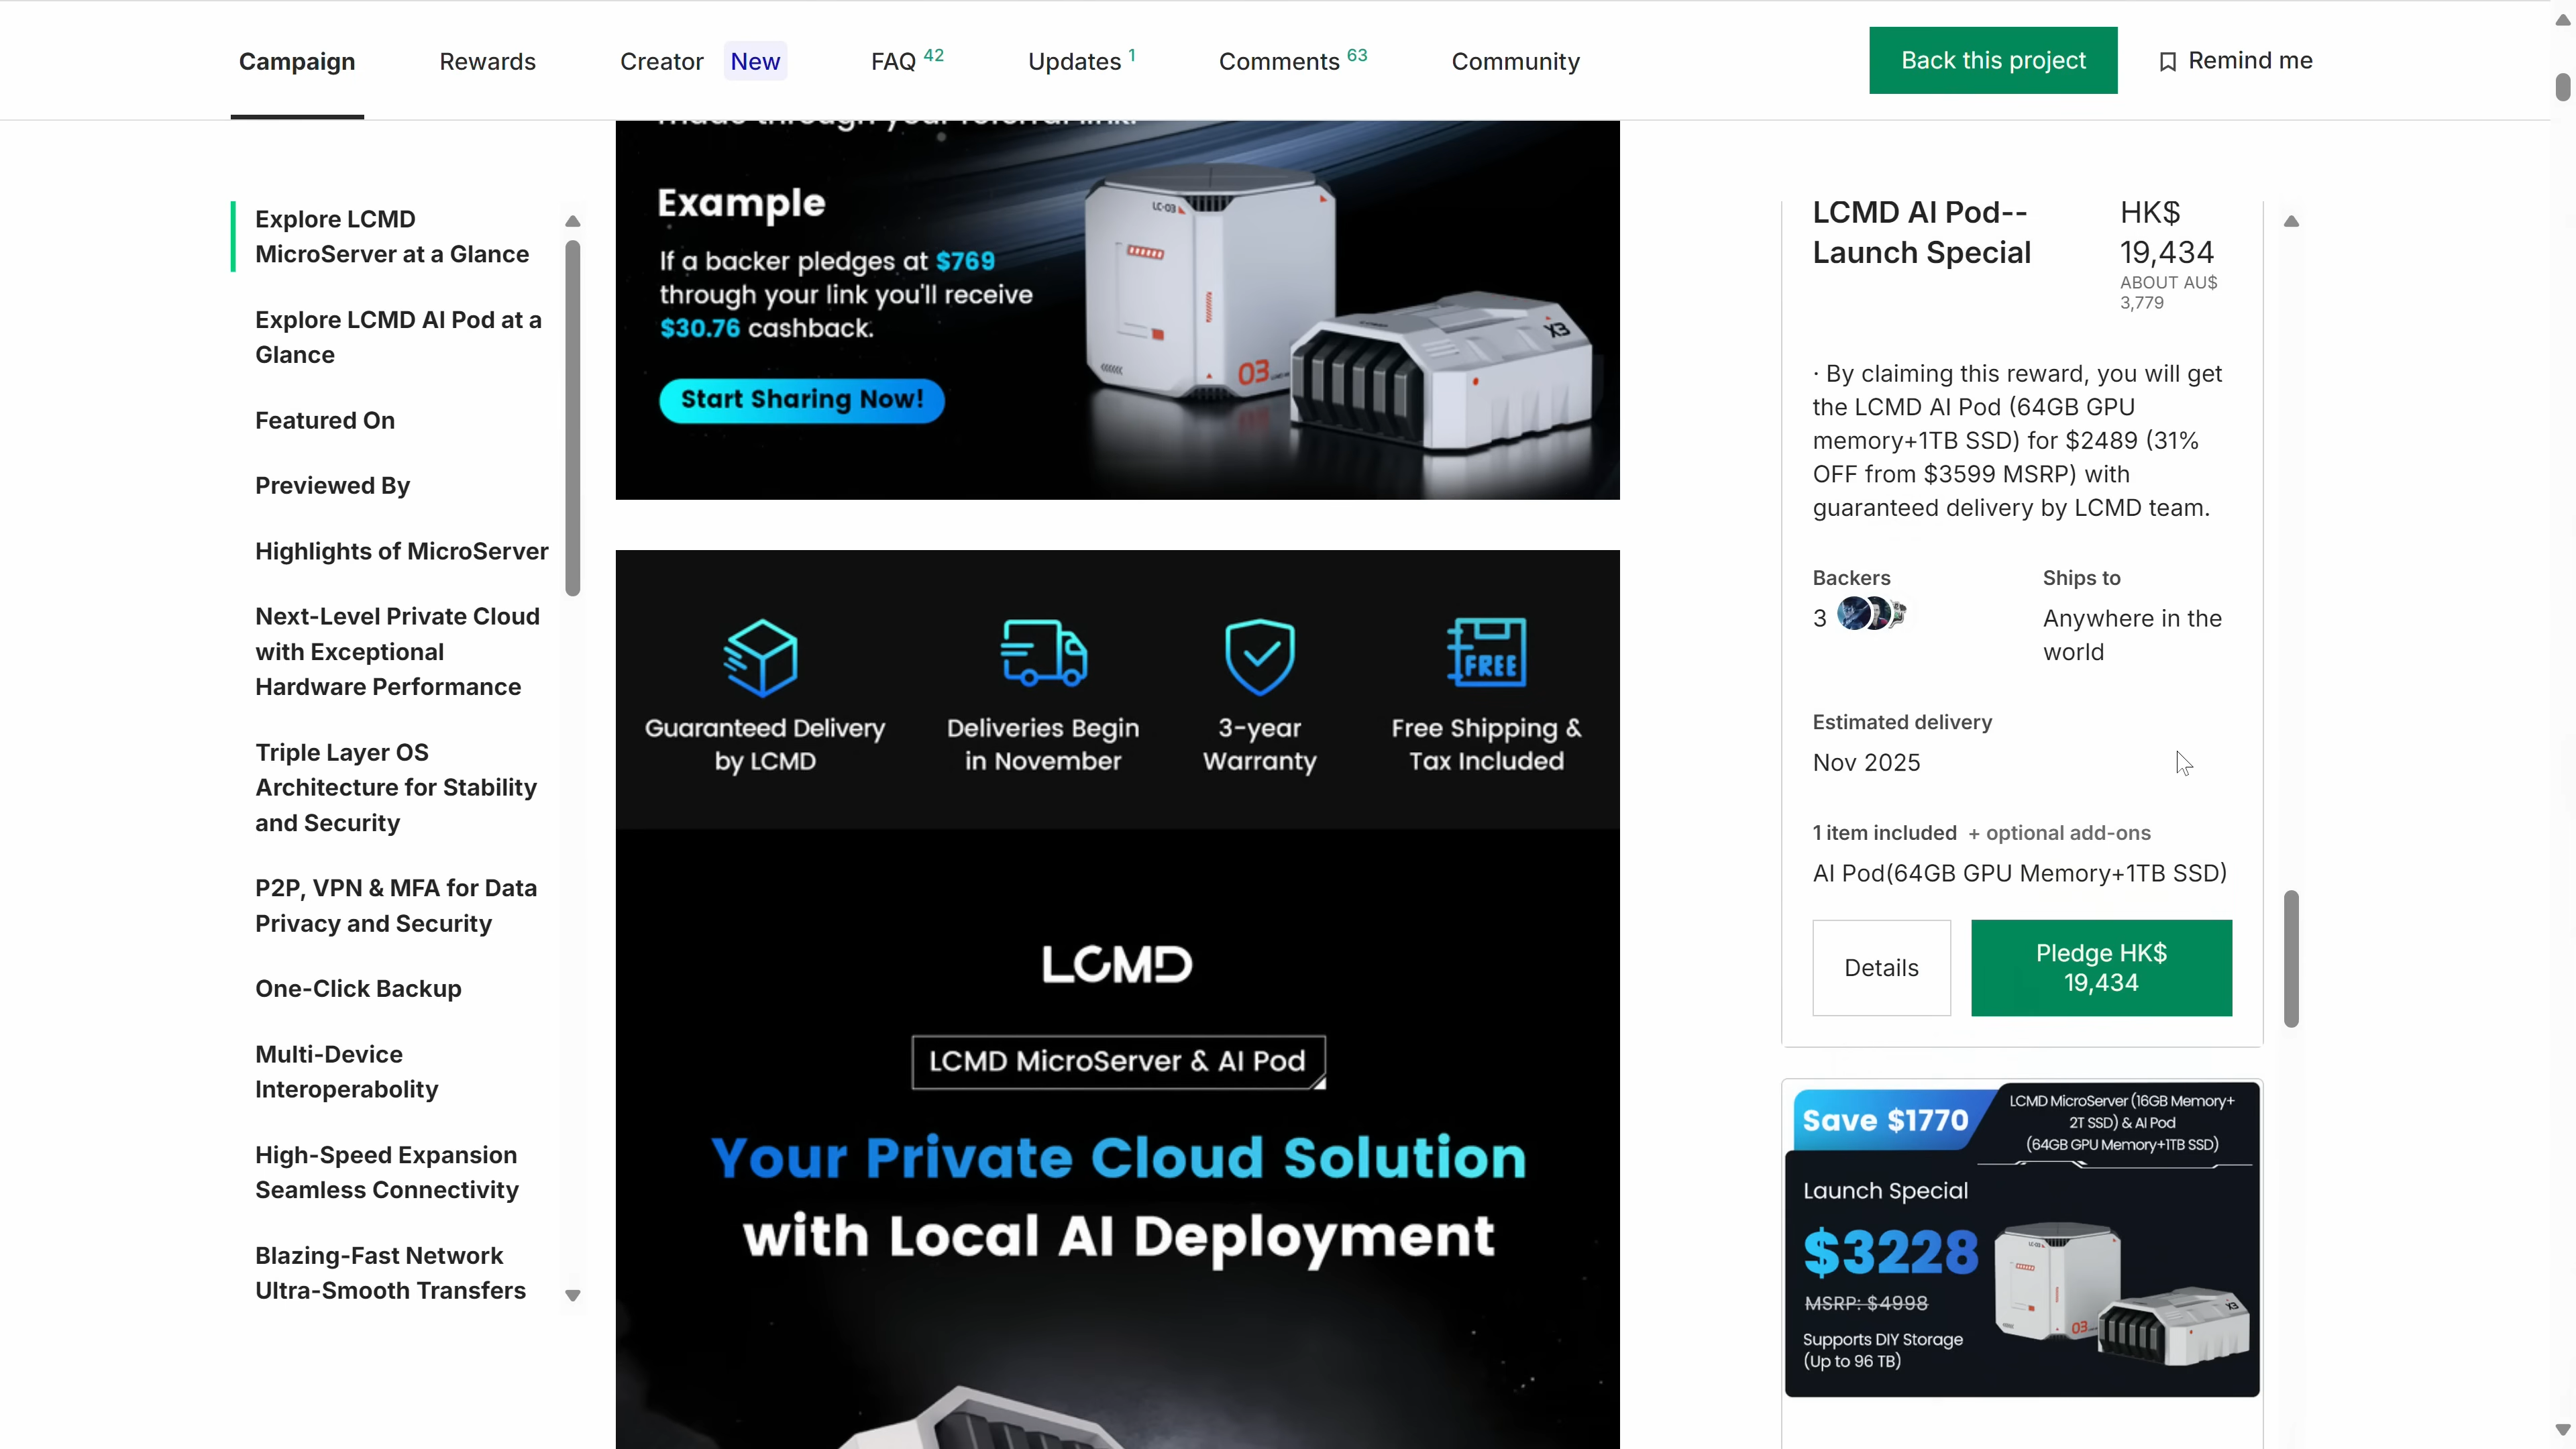 Campaign
Rewards
Creator New
FAQ 42
Updates 1
Comments 63
Community
Back this project
Remind me
Explore LCMD
MicroServer at a Glance
Explore LCMD AI Pod at a
Glance
Featured On
Previewed By
Highlights of MicroServer
Next-Level Private Cloud
with Exceptional
Hardware Performance
Triple Layer OS
Architecture for Stability
and Security
P2P, VPN & MFA for Data
Privacy and Security
One-Click Backup
Multi-Device
Interoperabolity
High-Speed Expansion
Seamless Connectivity
Blazing-Fast Network
Ultra-Smooth Transfers
made through your referral link.
Example
If a backer pledges at $769
through your link you'll receive
$30.76 cashback.
Start Sharing Now!
LC-03
03
X3
Guaranteed Delivery
by LCMD
Deliveries Begin
in November
3-year
Warranty
FREE
Free Shipping &
Tax Included
LCMD
LCMD MicroServer & AI Pod
Your Private Cloud Solution
with Local AI Deployment
LCMD AI Pod--
Launch Special
HK$
19,434
ABOUT AU$
3,779
· By claiming this reward, you will get
the LCMD AI Pod (64GB GPU
memory+1TB SSD) for $2489 (31%
OFF from $3599 MSRP) with
guaranteed delivery by LCMD team.
Backers
3
Ships to
Anywhere in the
world
Estimated delivery
Nov 2025
1 item included + optional add-ons
AI Pod(64GB GPU Memory+1TB SSD)
Details
Pledge HK$
19,434
Save $1770
LCMD MicroServer (16GB Memory+
2T SSD) & AI Pod
(64GB GPU Memory+1TB SSD)
Launch Special
$3228
MSRP: $4998
Supports DIY Storage
(Up to 96 TB)
03
X3